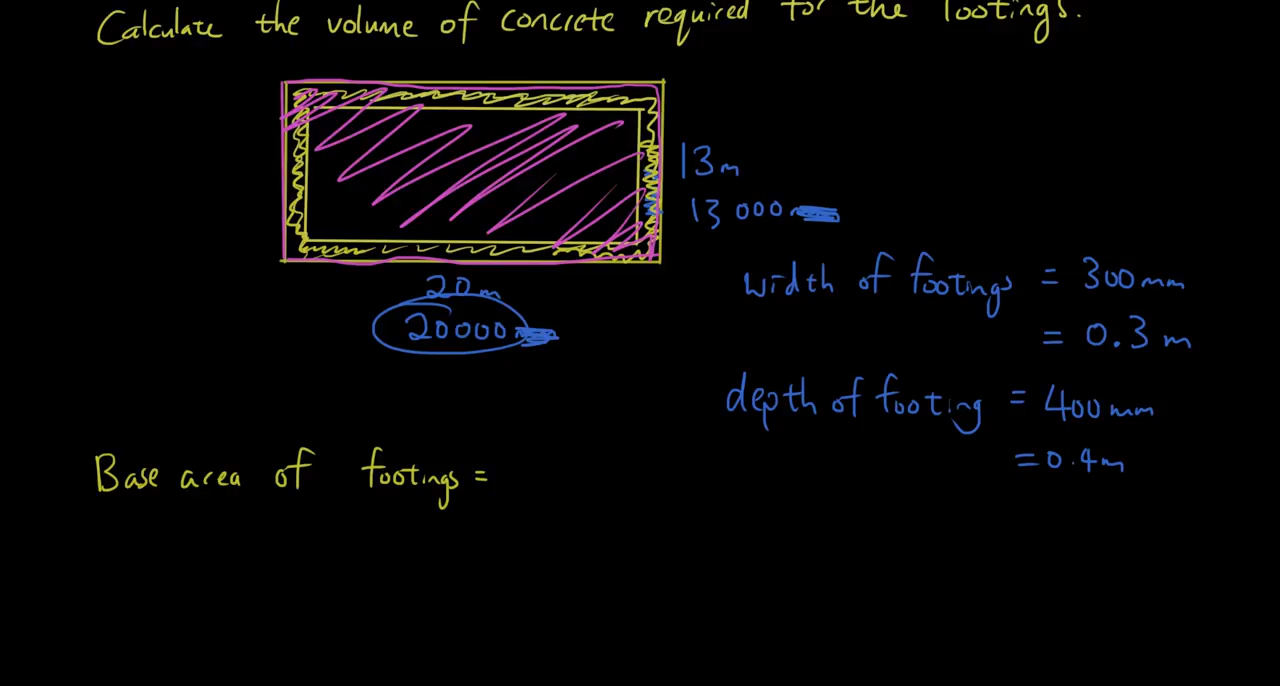 Calculate the volume of concrete required for the footings.
13m
13 000
20m
20000
width of footings = 300mm
= 0.3 m
depth of footing = 400mm
= 0.4m
Base area of footings =